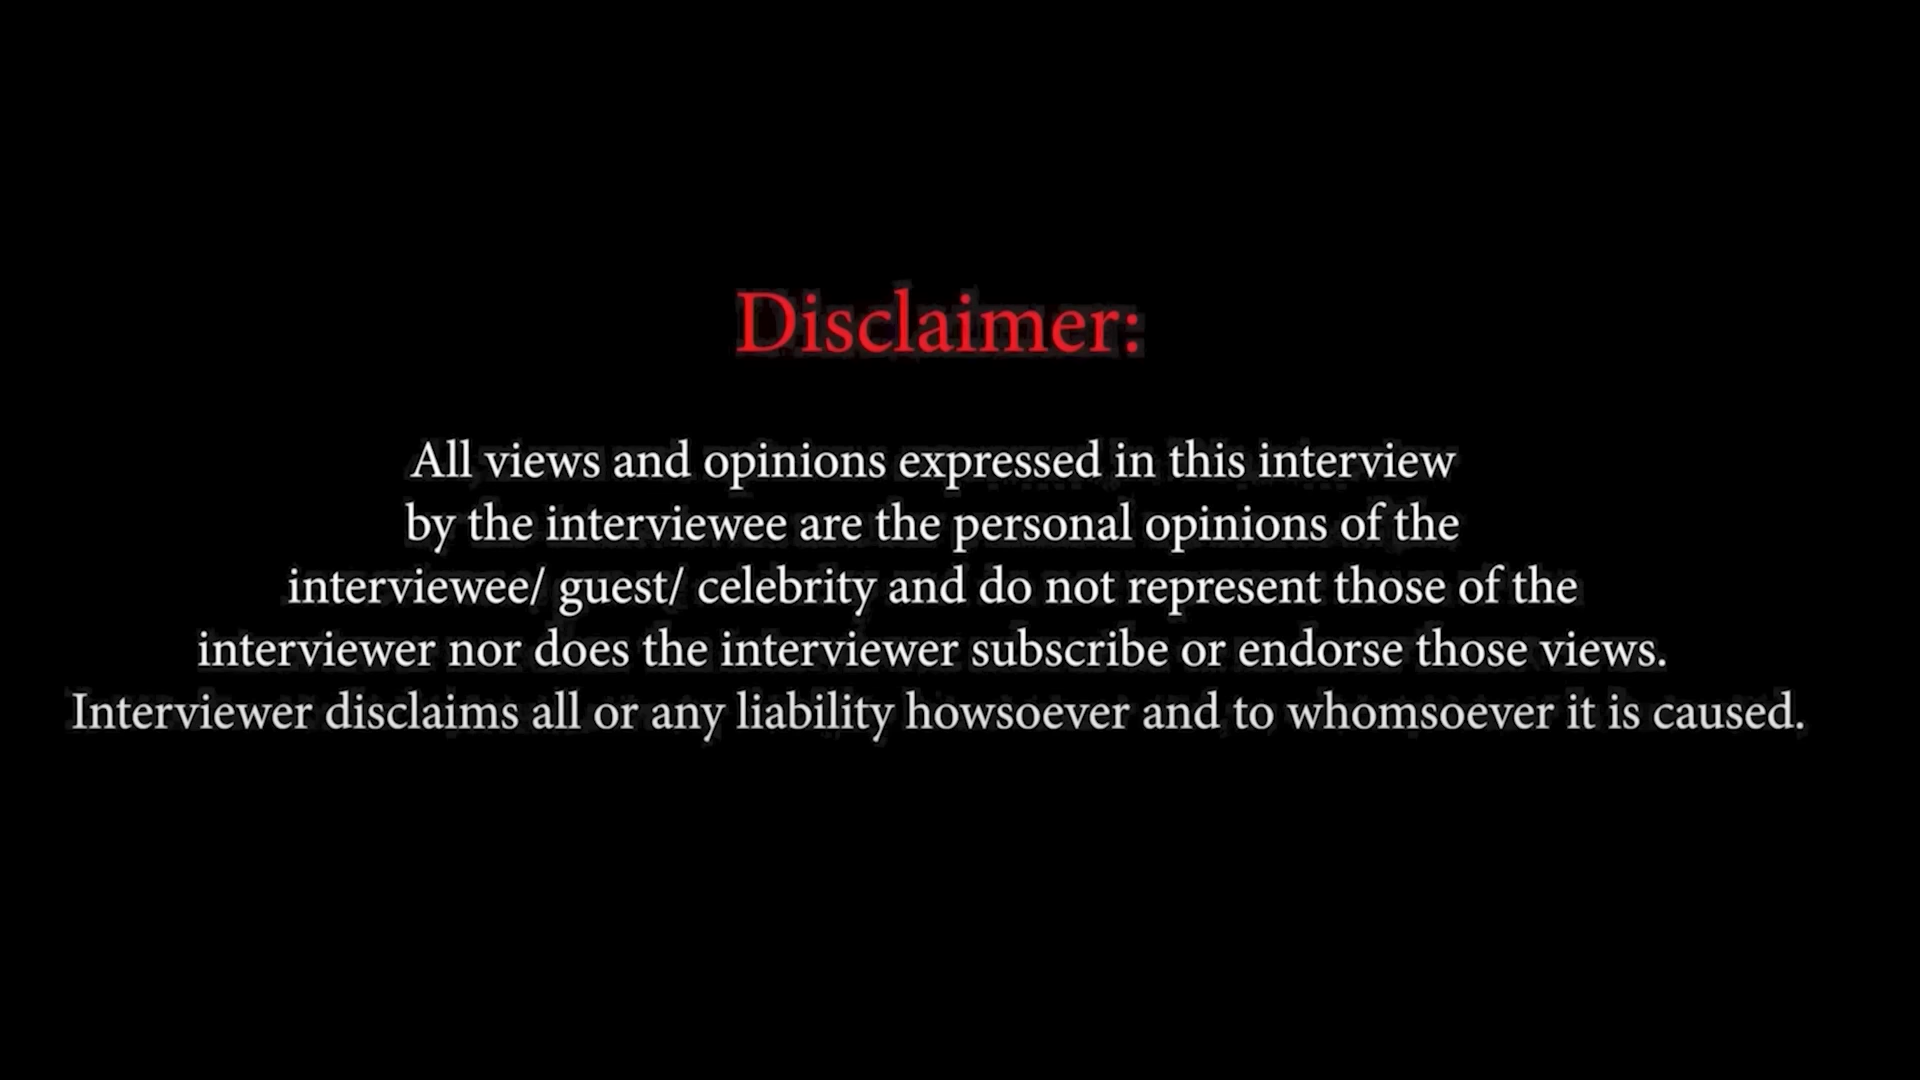 Disclaimer:
All views and opinions expressed in this interview
by the interviewee are the personal opinions of the
interviewee/ guest/ celebrity and do not represent those of the
interviewer nor does the interviewer subscribe or endorse those views.
Interviewer disclaims all or any liability howsoever and to whomsoever it is caused.